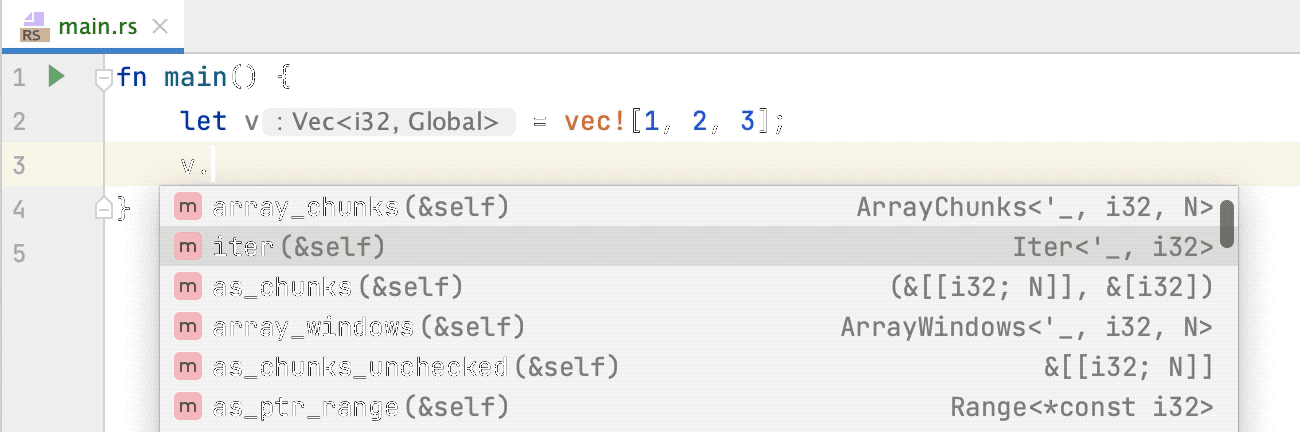 RS main.rs
1 fn main() {
2 let v : Vec<i32, Global> = vec![1, 2, 3];
3 v.
4 }
5
m array_chunks(&self) ArrayChunks<'_, i32, N>
m iter(&self) Iter<'_, i32>
m as_chunks(&self) (&[[i32; N]], &[i32])
m array_windows(&self) ArrayWindows<'_, i32, N>
m as_chunks_unchecked(&self) &[[i32; N]]
m as_ptr_range(&self) Range<*const i32>